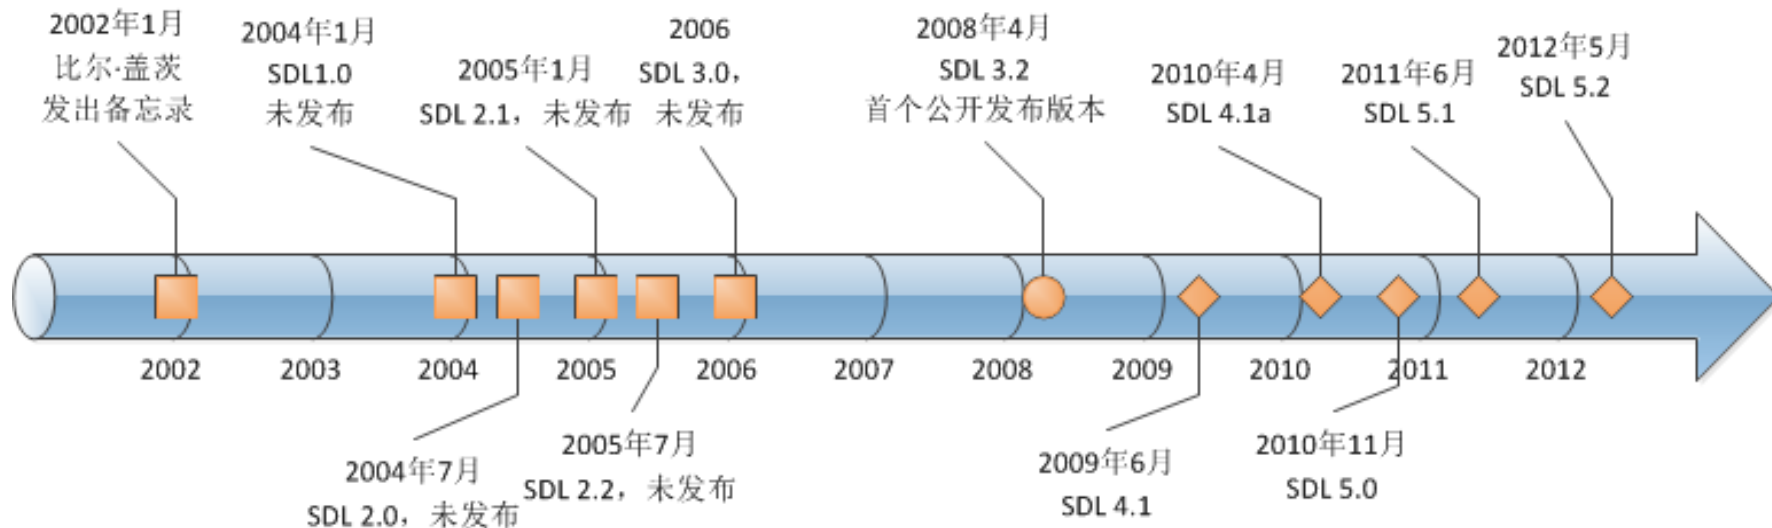 2002年1月
比尔·盖茨
发出备忘录
2004年1月
SDL1.0
未发布
2005年1月
SDL 2.1，未发布
2006
SDL 3.0，
未发布
2008年4月
SDL 3.2
首个公开发布版本
2010年4月
SDL 4.1a
2011年6月
SDL 5.1
2012年5月
SDL 5.2
2002
2003
2004
2005
2006
2007
2008
2009
2010
2011
2012
2004年7月
SDL 2.0，未发布
2005年7月
SDL 2.2，未发布
2009年6月
SDL 4.1
2010年11月
SDL 5.0